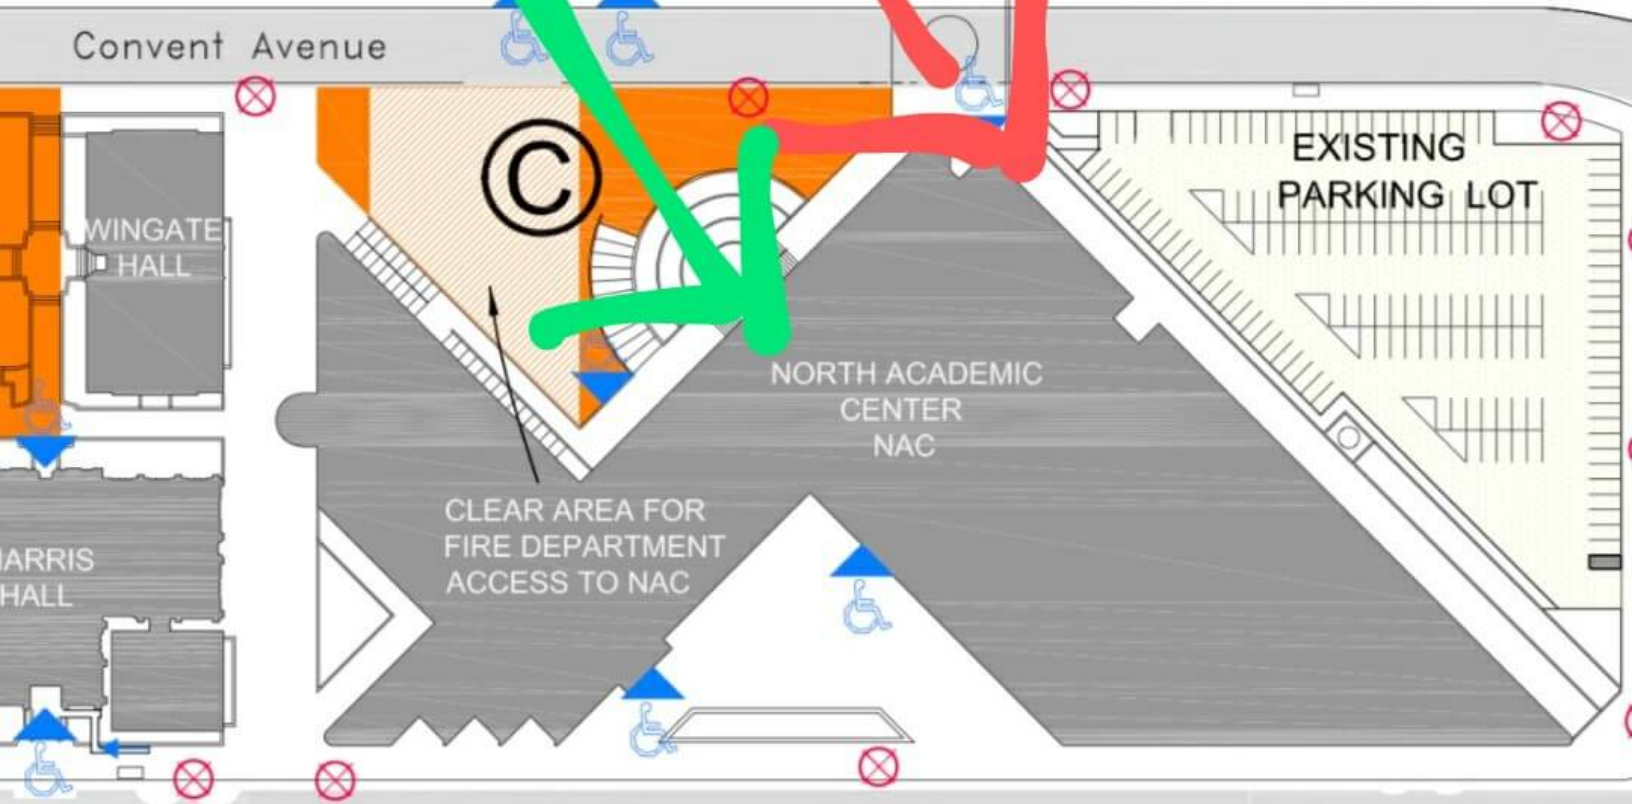 Convent Avenue
©
EXISTING
PARKING LOT
WINGATE
HALL
NORTH ACADEMIC
CENTER
NAC
CLEAR AREA FOR
FIRE DEPARTMENT
ACCESS TO NAC
HARRIS
HALL